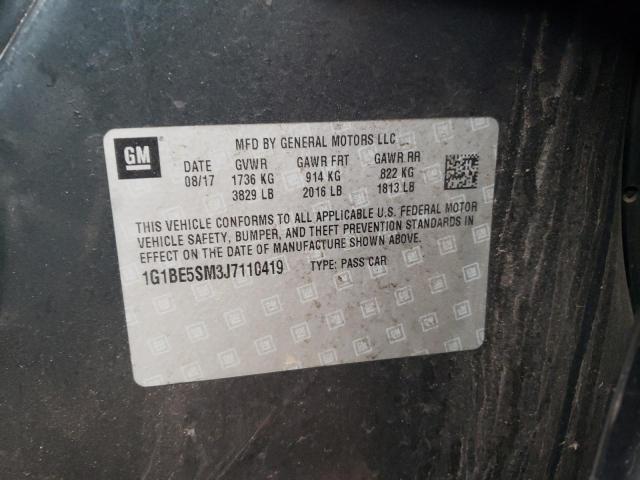 GM
MFD BY GENERAL MOTORS LLC
DATE GVWR GAWR FRT GAWR RR
08/17 1736 KG 914 KG 822 KG
3829 LB 2016 LB 1813 LB
THIS VEHICLE CONFORMS TO ALL APPLICABLE U.S. FEDERAL MOTOR
VEHICLE SAFETY, BUMPER, AND THEFT PREVENTION STANDARDS IN
EFFECT ON THE DATE OF MANUFACTURE SHOWN ABOVE.
1G1BE5SM3J7110419 TYPE: PASS CAR